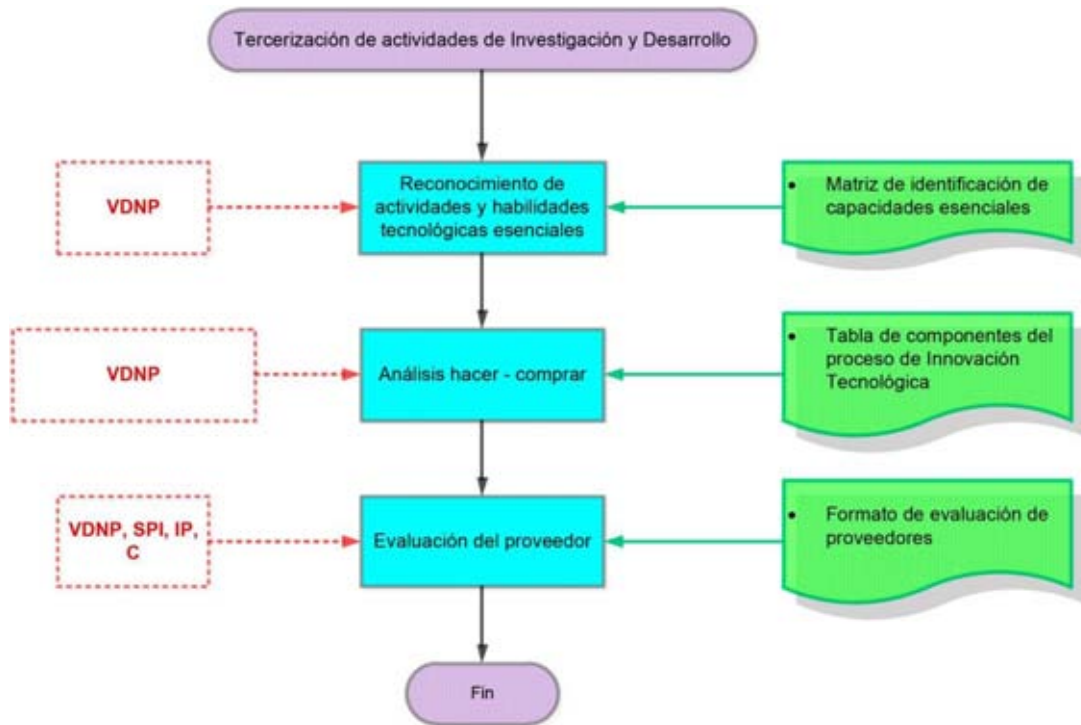 Tercerización de actividades de Investigación y Desarrollo
VDNP
Reconocimiento de
actividades y habilidades
tecnológicas esenciales
• Matriz de identificación de
capacidades esenciales
VDNP
Análisis hacer - comprar
• Tabla de componentes del
proceso de Innovación
Tecnológica
VDNP, SPI, IP,
C
Evaluación del proveedor
• Formato de evaluación de
proveedores
Fin